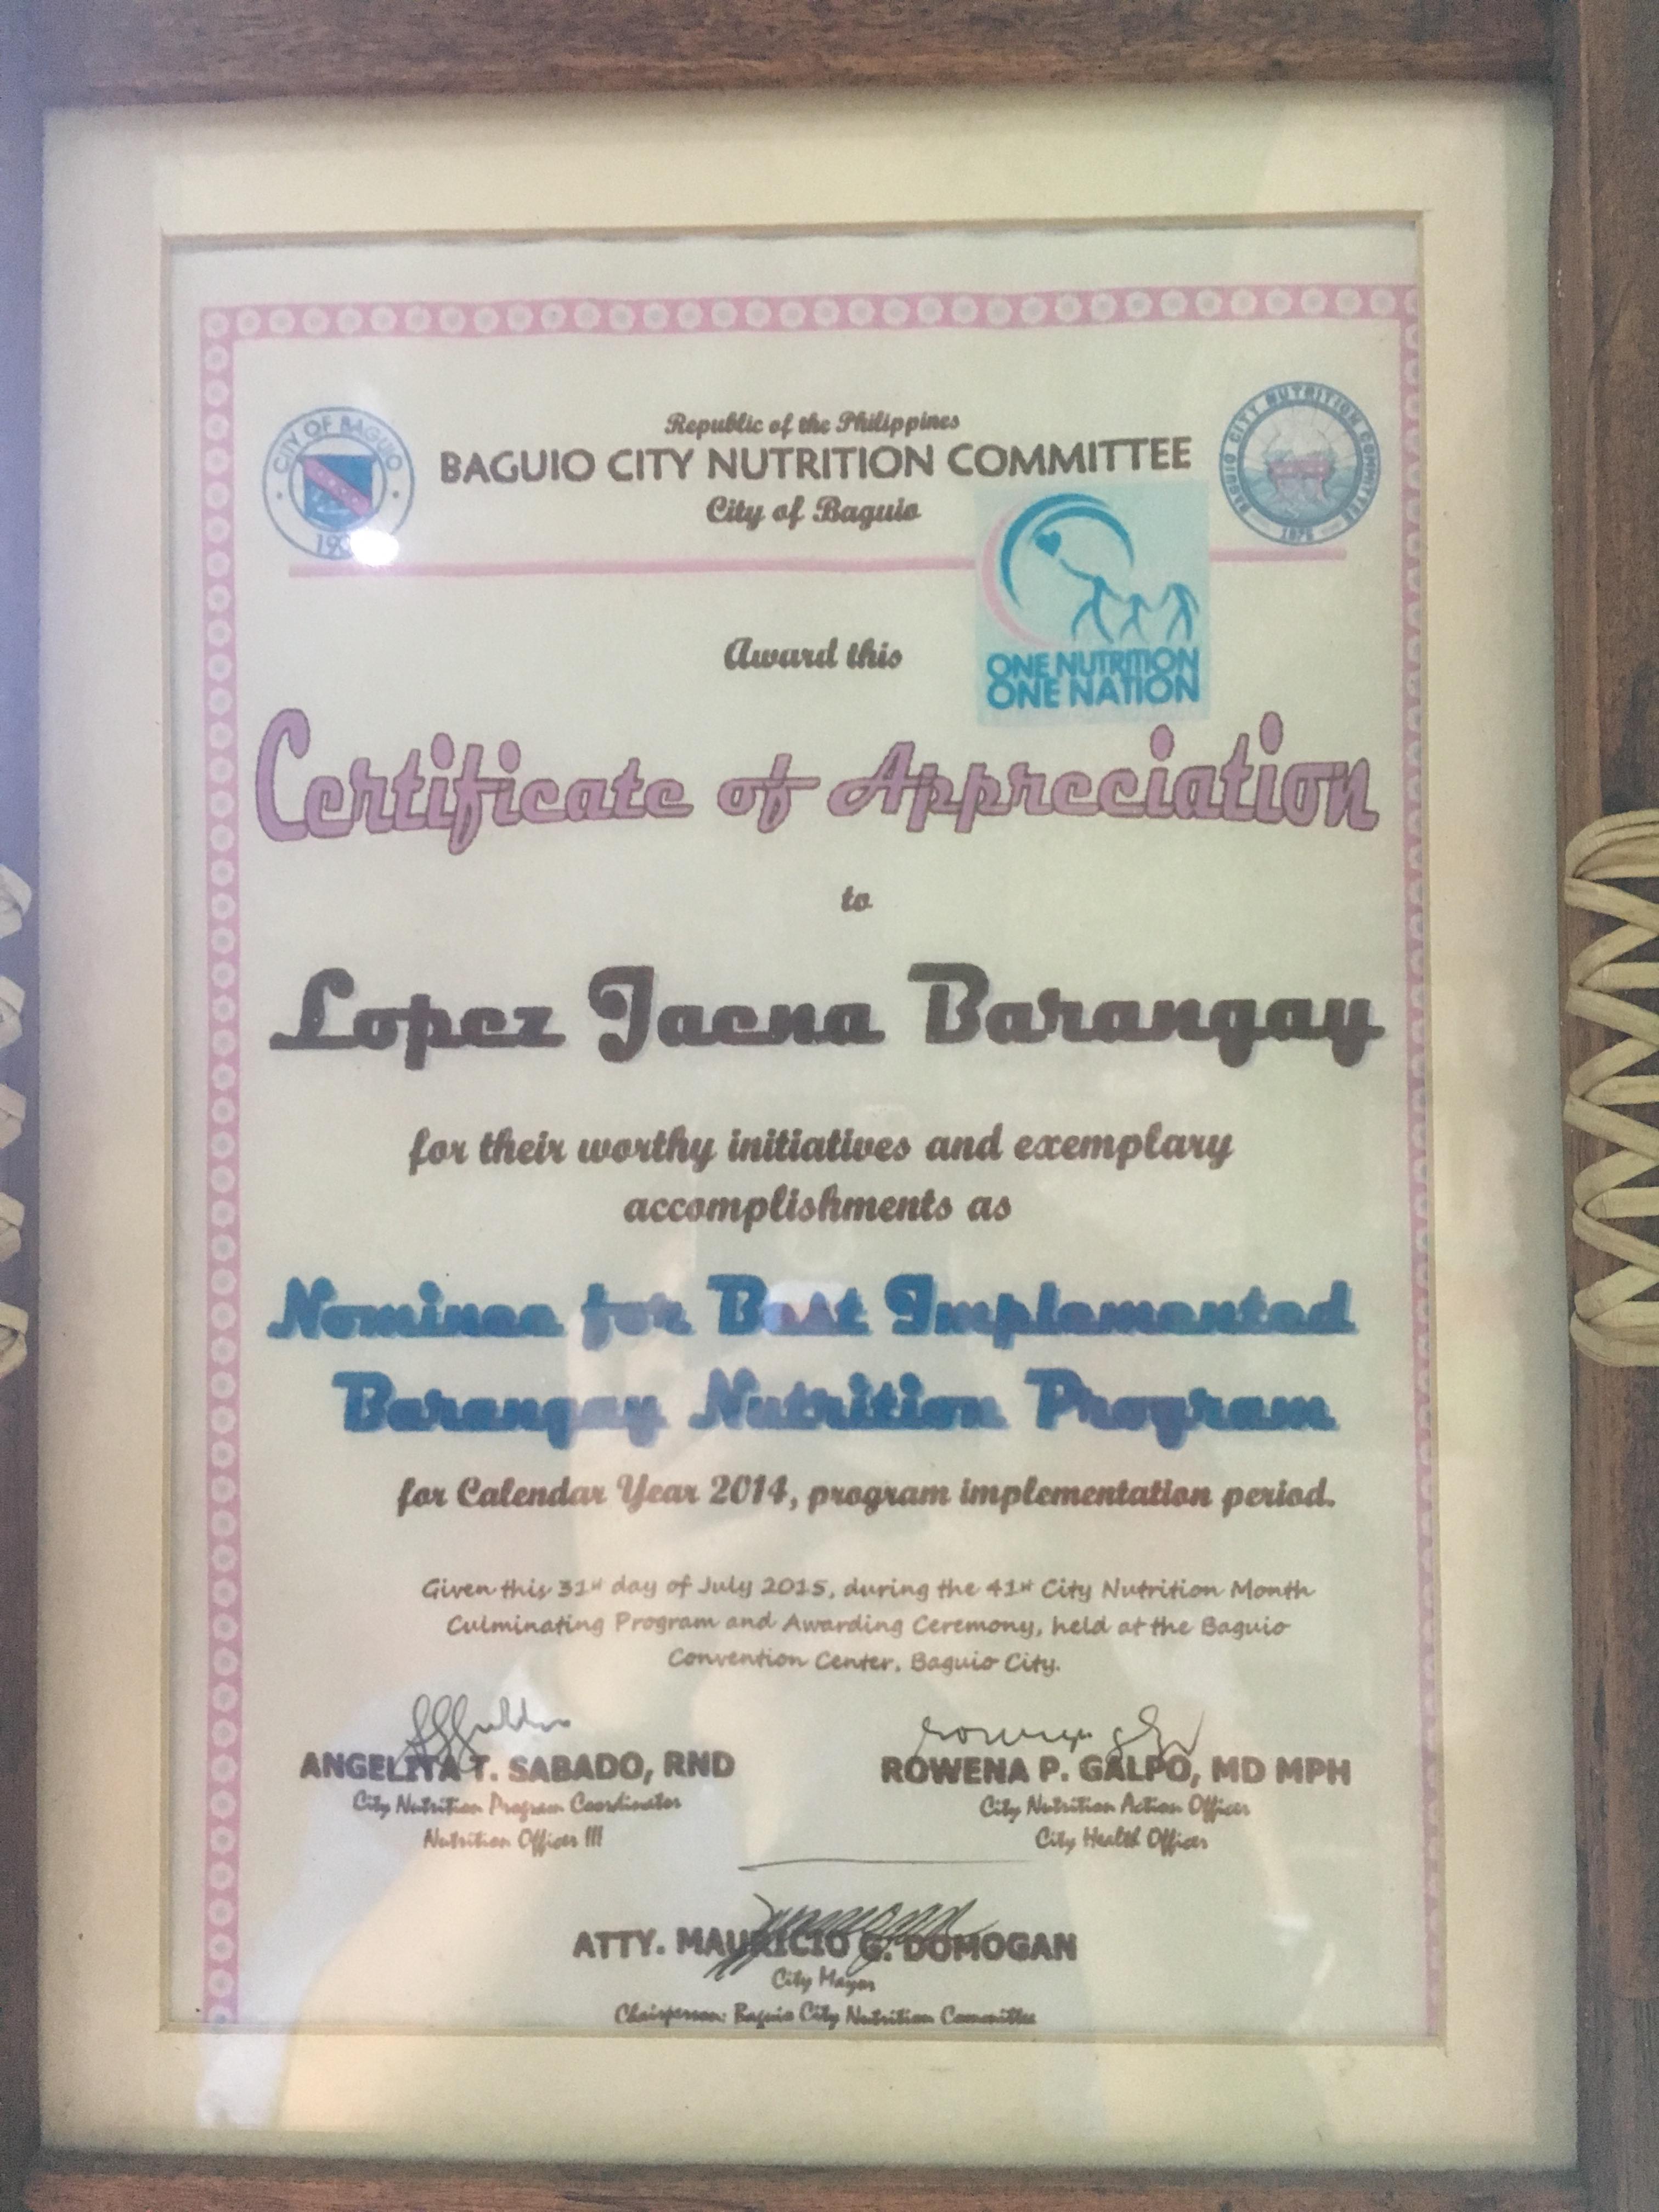 Republic of the Philippines
BAGUIO CITY NUTRITION COMMITTEE
City of Baguio
CITY OF BAGUIO
BAGUIO CITY NUTRITION COMMITTEE
1975
ONE NUTRITION
ONE NATION
Award this
Certificate of Appreciation
to
Lopez Jaena Barangay
for their worthy initiatives and exemplary
accomplishments as
Nominee for Best Implemented
Barangay Nutrition Program
for Calendar Year 2014, program implementation period.
Given this 31st day of July 2015, during the 41st City Nutrition Month
Culminating Program and Awarding Ceremony, held at the Baguio
Convention Center, Baguio City.
ANGELITA T. SABADO, RND
City Nutrition Program Coordinator
Nutrition Officer III
ROWENA P. GALPO, MD MPH
City Nutrition Action Officer
City Health Officer
ATTY. MAURICIO G. DOMOGAN
City Mayor
Chairperson: Baguio City Nutrition Committee